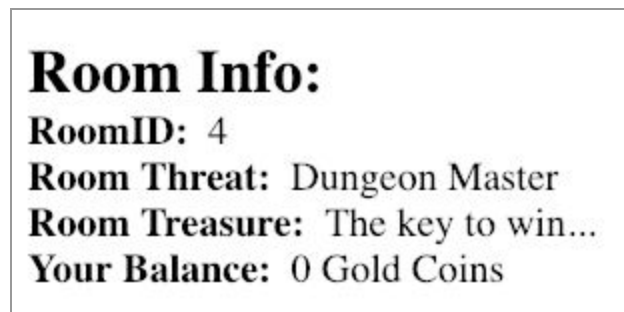 Room Info:
RoomID: 4
Room Threat: Dungeon Master
Room Treasure: The key to win...
Your Balance: 0 Gold Coins